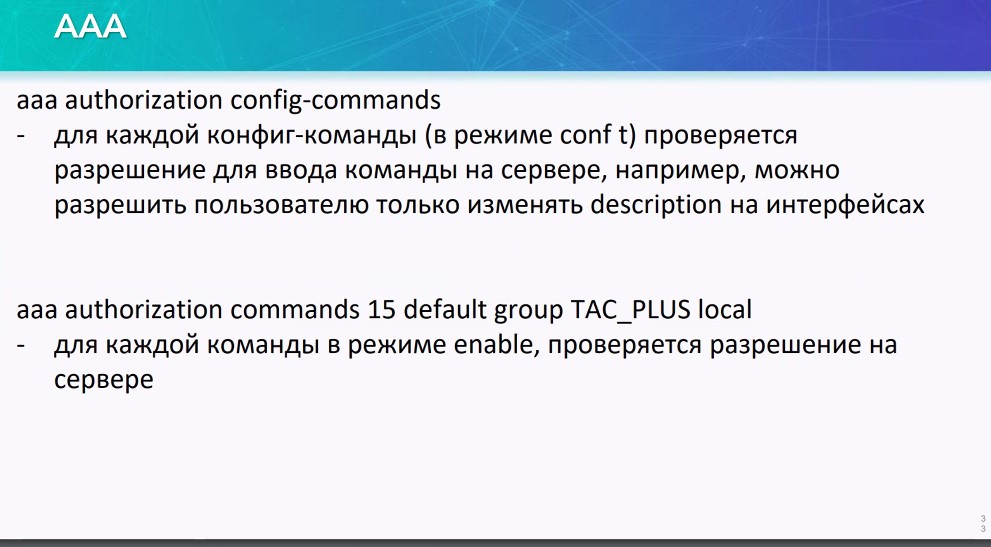 AAA
aaa authorization config-commands
- для каждой конфиг-команды (в режиме conf t) проверяется
разрешение для ввода команды на сервере, например, можно
разрешить пользователю только изменять description на интерфейсах
aaa authorization commands 15 default group TAC_PLUS local
- для каждой команды в режиме enable, проверяется разрешение на
сервере
3
3